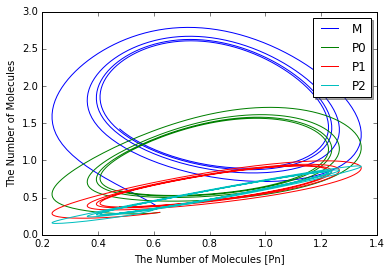 3.0
2.5
2.0
1.5
1.0
0.5
0.0
The Number of Molecules
M
P0
P1
P2
0.2 0.4 0.6 0.8 1.0 1.2 1.4
The Number of Molecules [Pn]